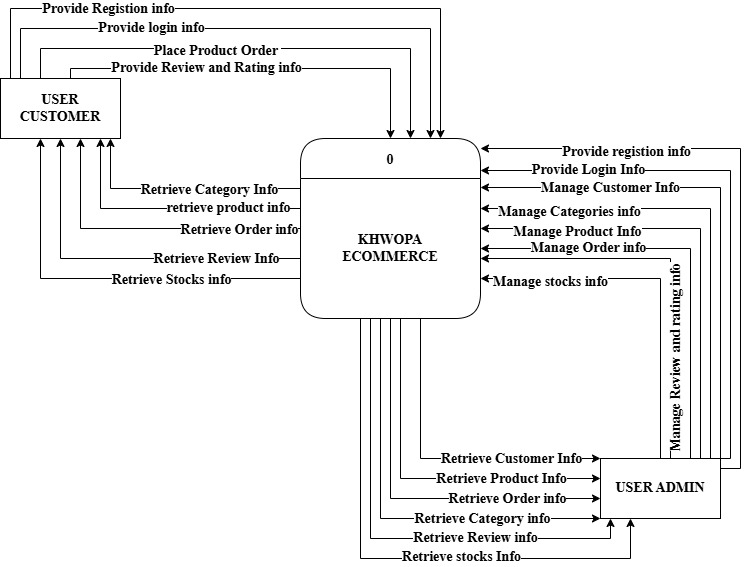 Provide Registion info
Provide login info
Place Product Order
Provide Review and Rating info
USER
CUSTOMER
0
KHWOPA
ECOMMERCE
Retrieve Category Info
retrieve product info
Retrieve Order info
Retrieve Review Info
Retrieve Stocks info
Provide registion info
Provide Login Info
Manage Customer Info
Manage Categories info
Manage Product Info
Manage Order info
Manage stocks info
Manage Review and rating info
Retrieve Customer Info
Retrieve Product Info
Retrieve Order info
Retrieve Category info
Retrieve Review info
Retrieve stocks Info
USER ADMIN